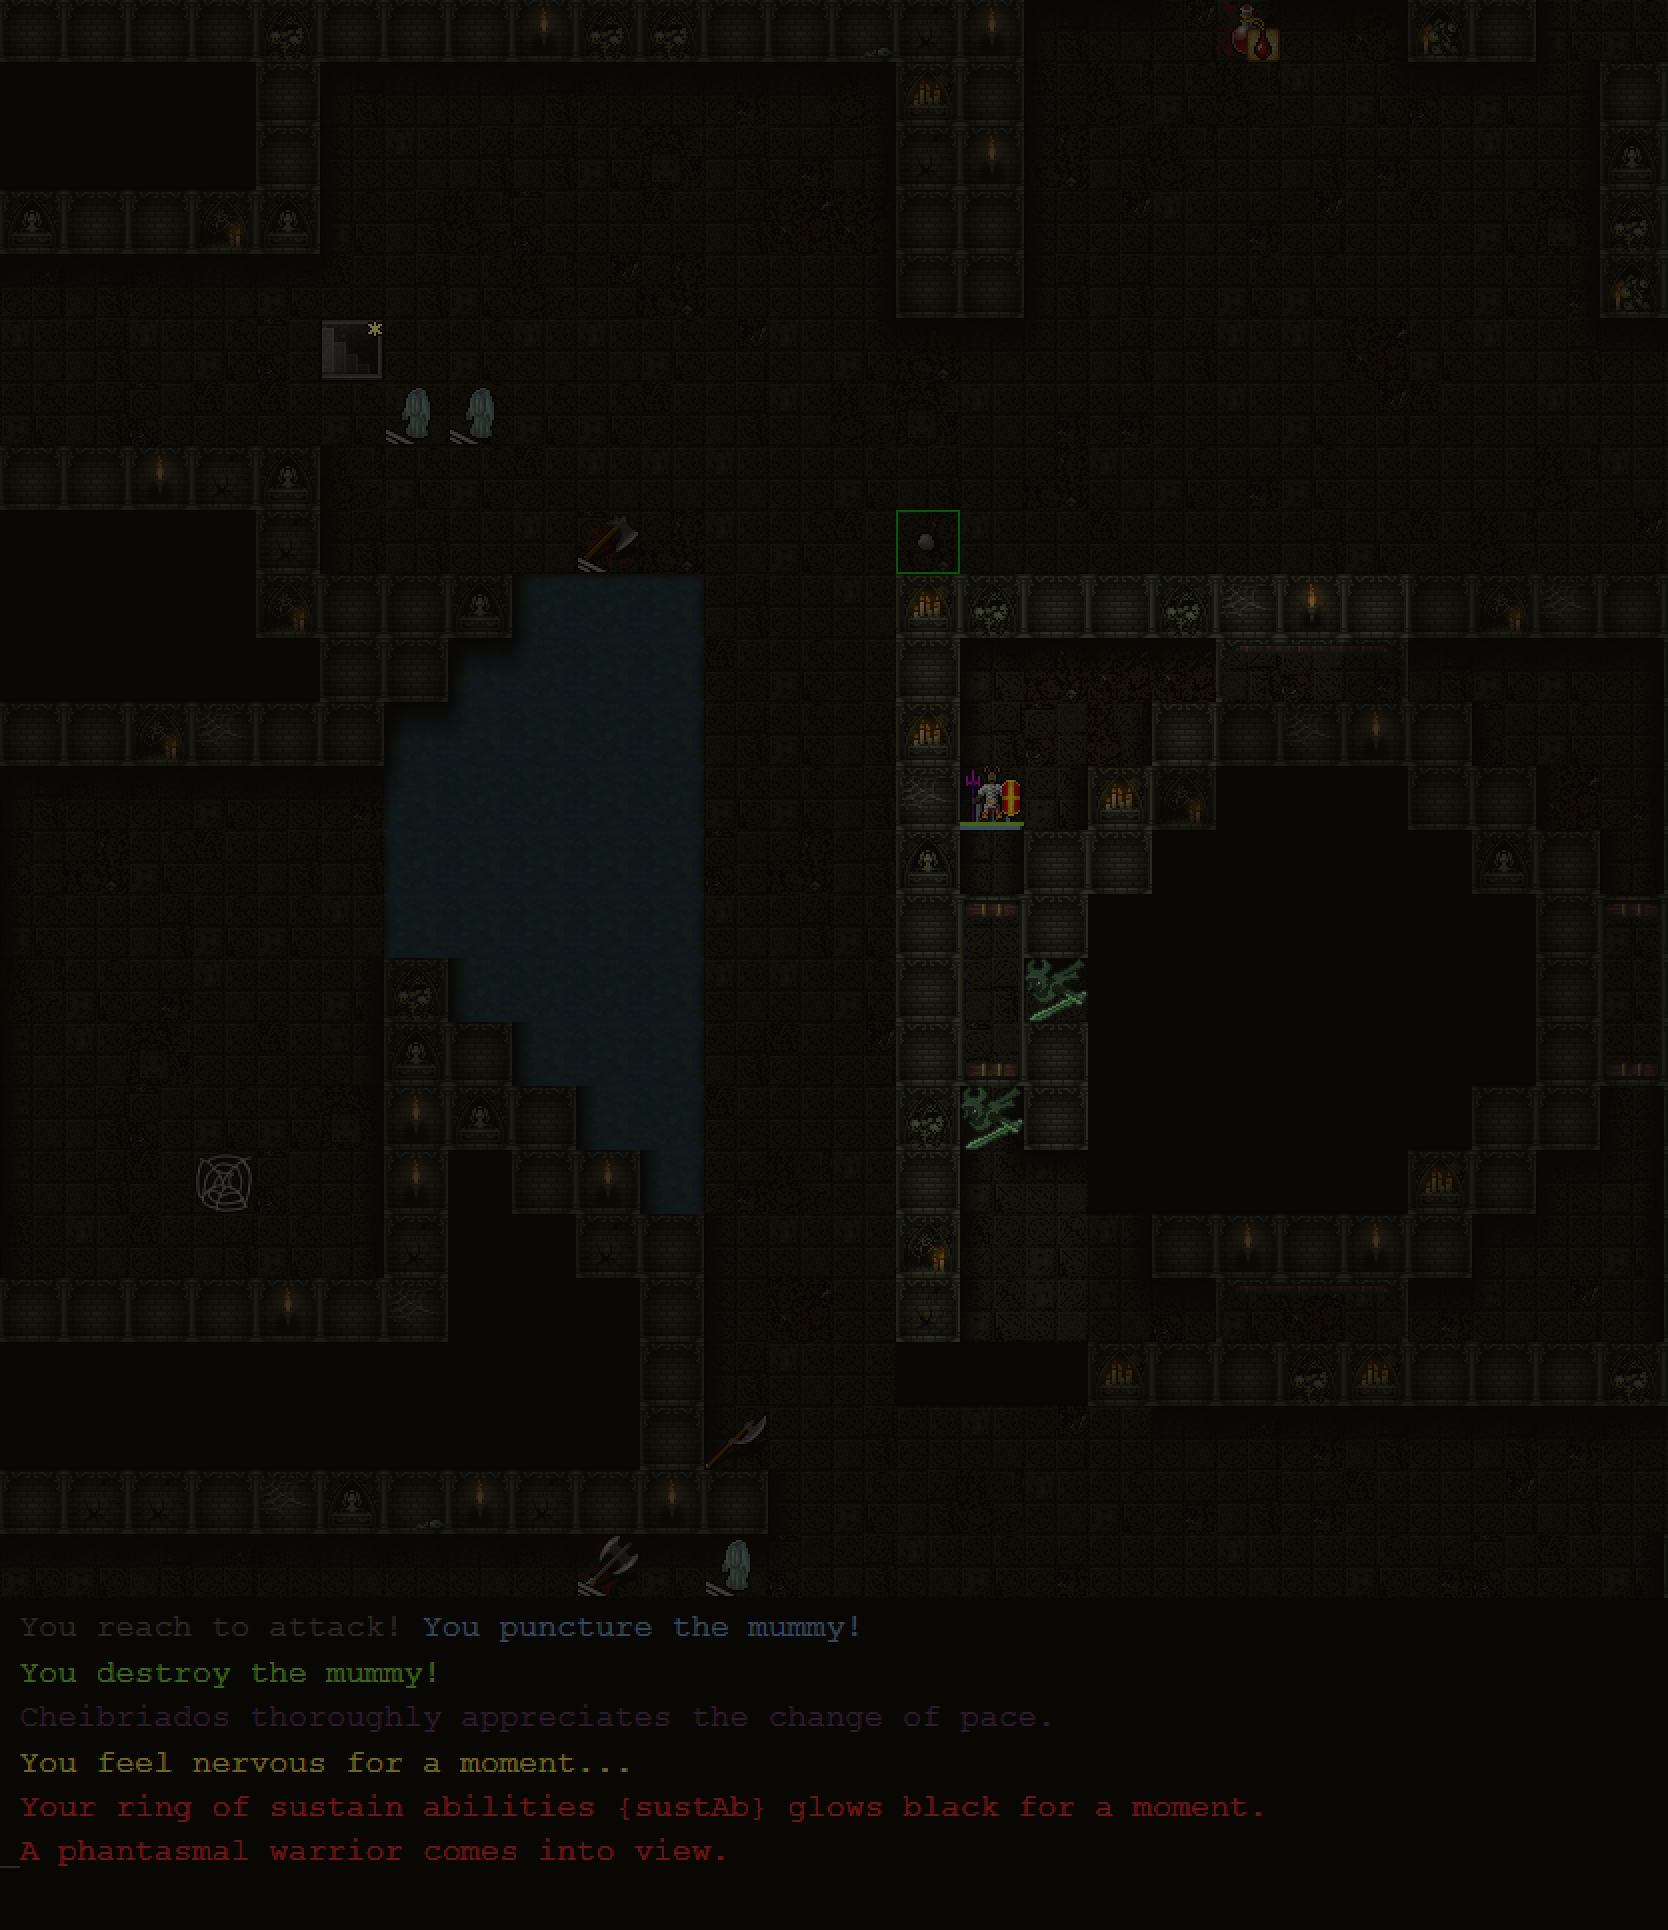 You reach to attack! You puncture the mummy!
You destroy the mummy!
Cheibriados thoroughly appreciates the change of pace.
You feel nervous for a moment...
Your ring of sustain abilities {sustAb} glows black for a moment.
_A phantasmal warrior comes into view.